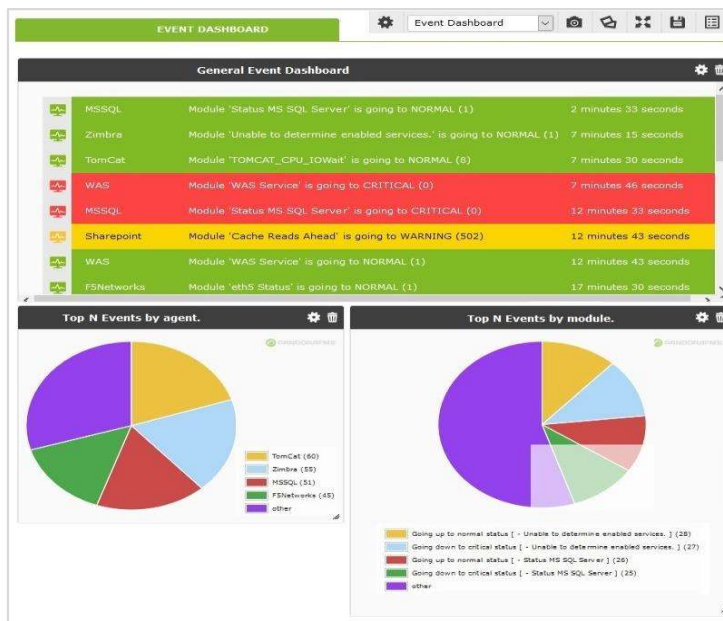 EVENT DASHBOARD
Event Dashboard
General Event Dashboard
MSSQL Module 'Status MS SQL Server' is going to NORMAL (1) 2 minutes 33 seconds
Zimbra Module 'Unable to determine enabled services.' is going to NORMAL (1) 7 minutes 15 seconds
TomCat Module 'TOMCAT_CPU_IOWait' is going to NORMAL (8) 7 minutes 30 seconds
WAS Module 'WAS Service' is going to CRITICAL (0) 7 minutes 46 seconds
MSSQL Module 'Status MS SQL Server' is going to CRITICAL (0) 12 minutes 33 seconds
Sharepoint Module 'Cache Reads Ahead' is going to WARNING (502) 12 minutes 43 seconds
WAS Module 'WAS Service' is going to NORMAL (1) 12 minutes 43 seconds
F5Networks Module 'eth5 Status' is going to NORMAL (1) 17 minutes 30 seconds
Top N Events by agent.
PANDORAFMS
TomCat (60)
Zimbra (55)
MSSQL (51)
F5Networks (45)
other
Top N Events by module.
PANDORAFMS
Going up to normal status [ - Unable to determine enabled services. ] (28)
Going down to critical status [ - Unable to determine enabled services. ] (27)
Going up to normal status [ - Status MS SQL Server ] (26)
Going down to critical status [ - Status MS SQL Server ] (25)
other